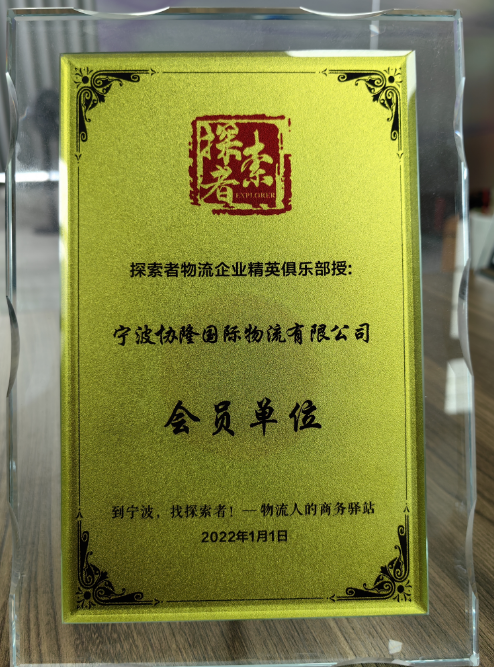 探索者
EXPLORER
探索者物流企业精英俱乐部授:
宁波协隆国际物流有限公司
会员单位
到宁波，找探索者！—物流人的商务驿站
2022年1月1日